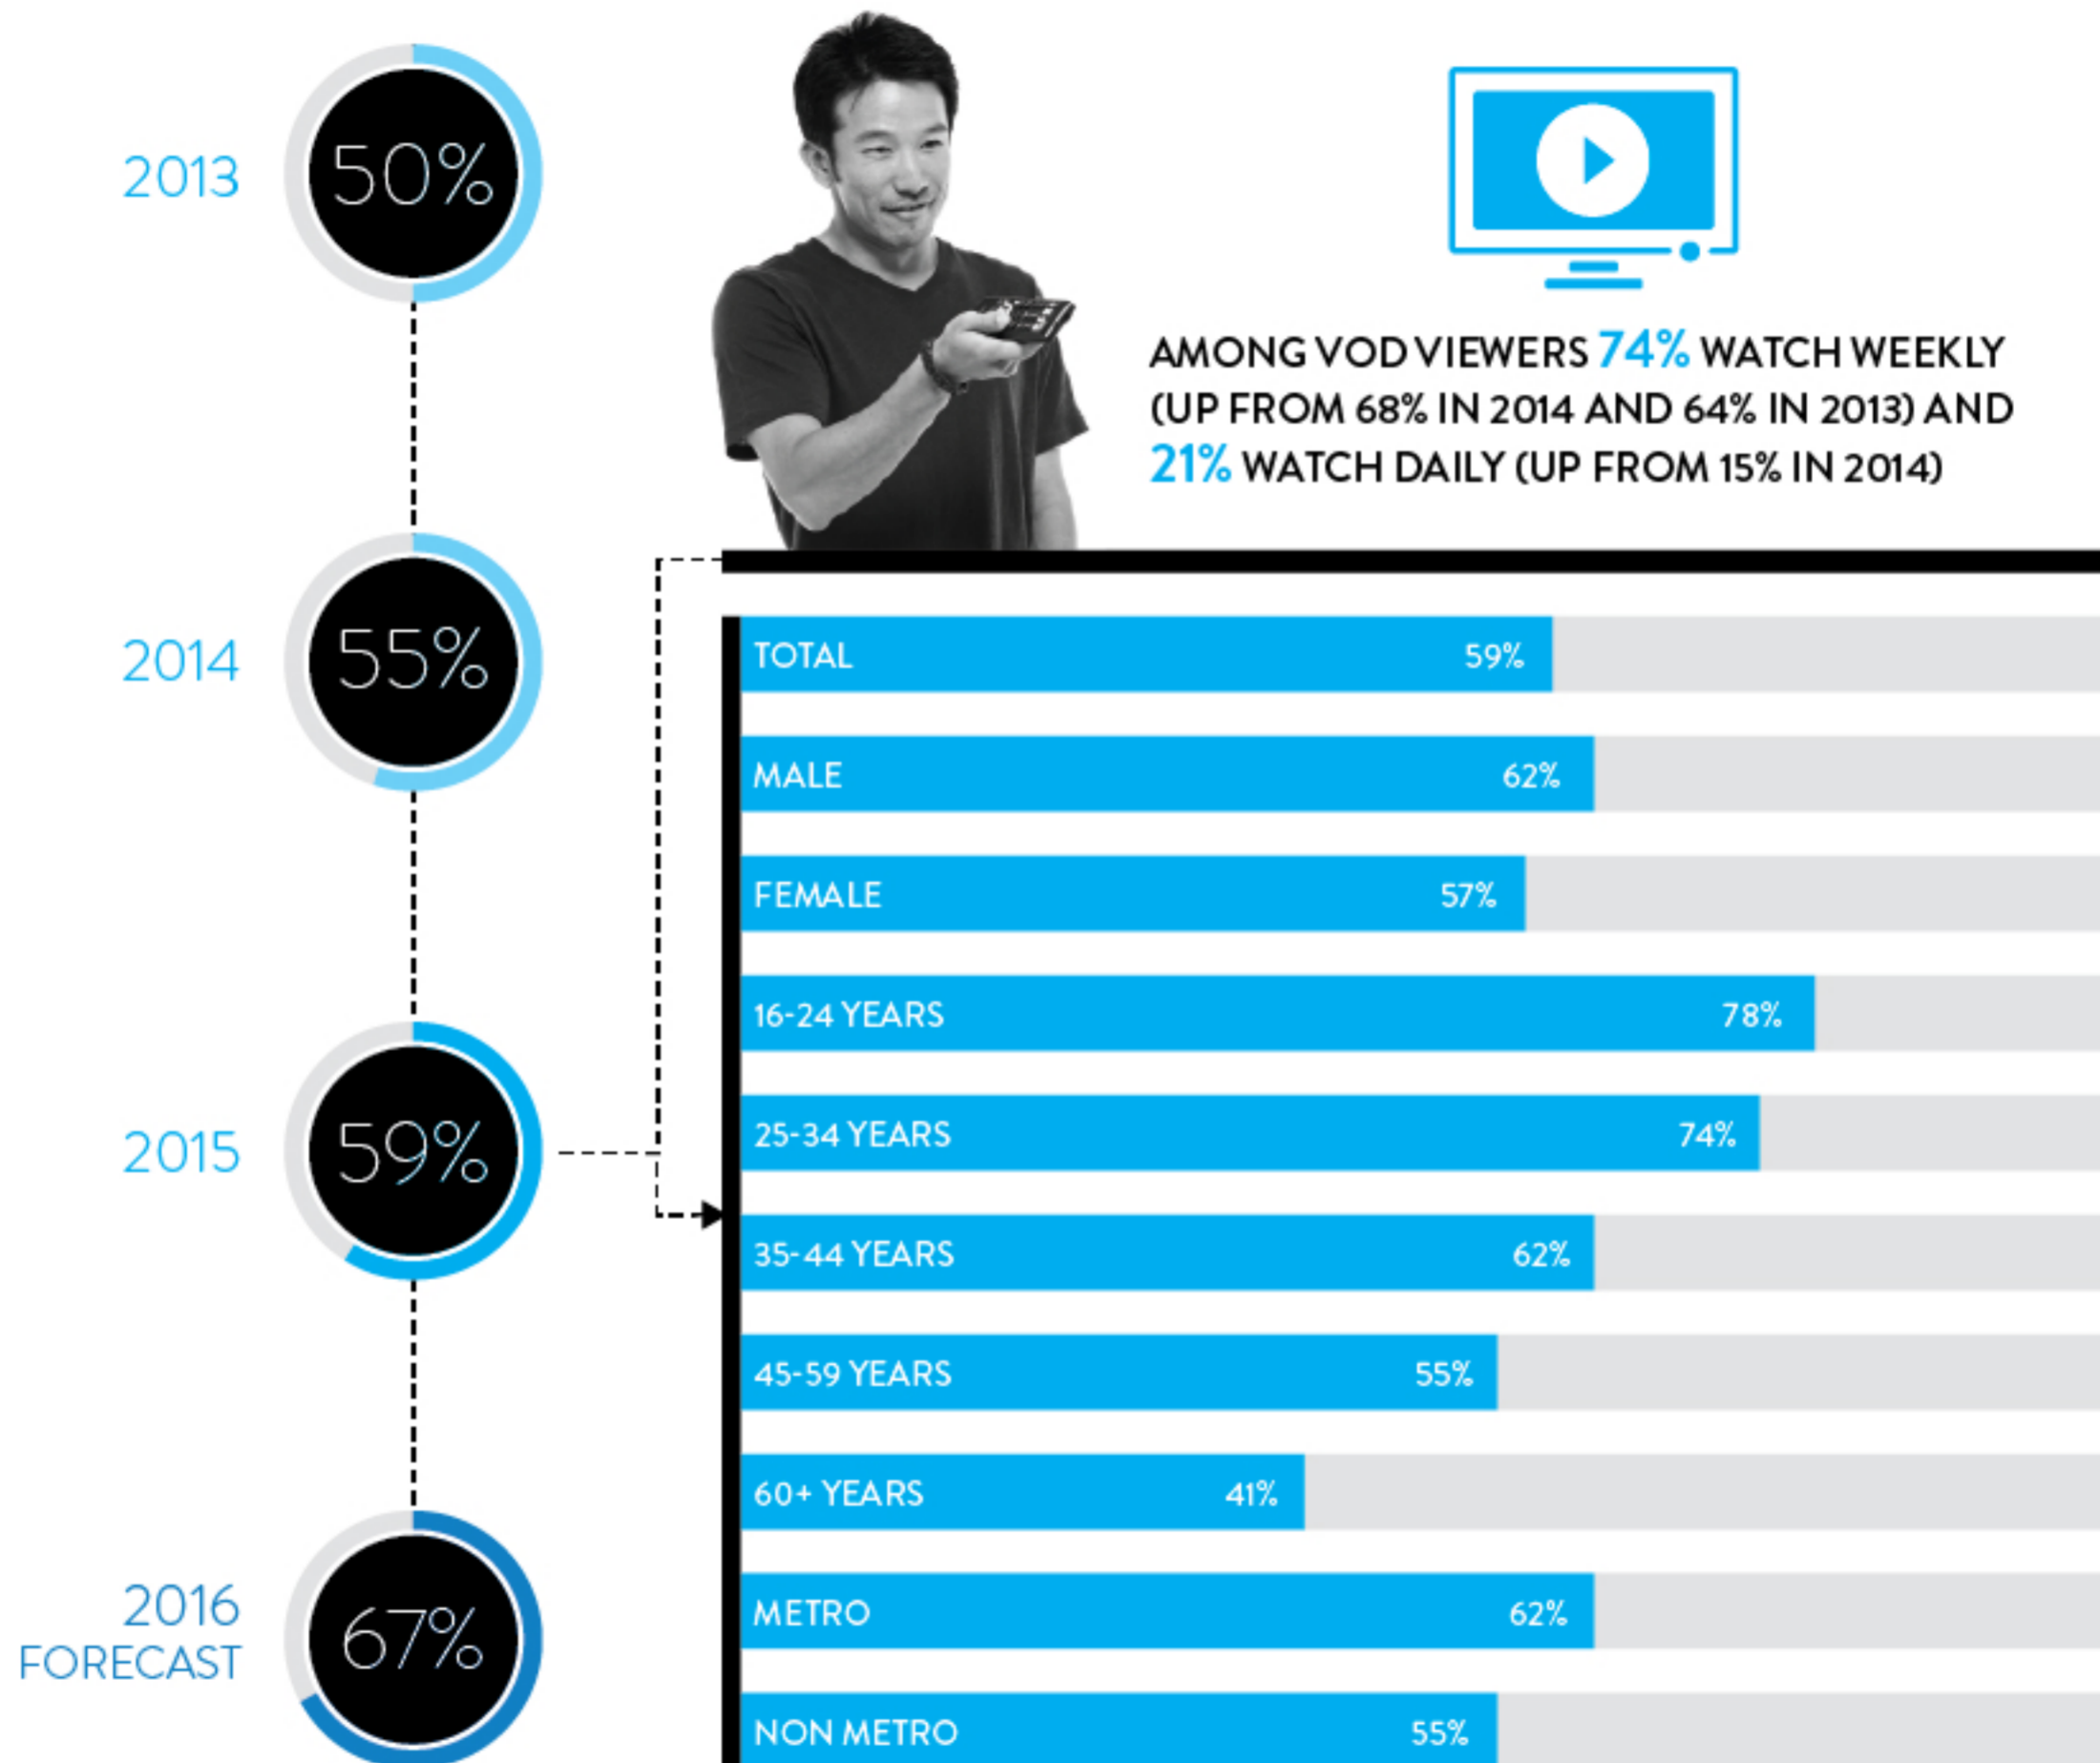 2013
50%
2014
55%
2015
59%
2016
FORECAST
67%
AMONG VOD VIEWERS 74% WATCH WEEKLY
(UP FROM 68% IN 2014 AND 64% IN 2013) AND
21% WATCH DAILY (UP FROM 15% IN 2014)
TOTAL 59%
MALE 62%
FEMALE 57%
16-24 YEARS 78%
25-34 YEARS 74%
35-44 YEARS 62%
45-59 YEARS 55%
60+ YEARS 41%
METRO 62%
NON METRO 55%